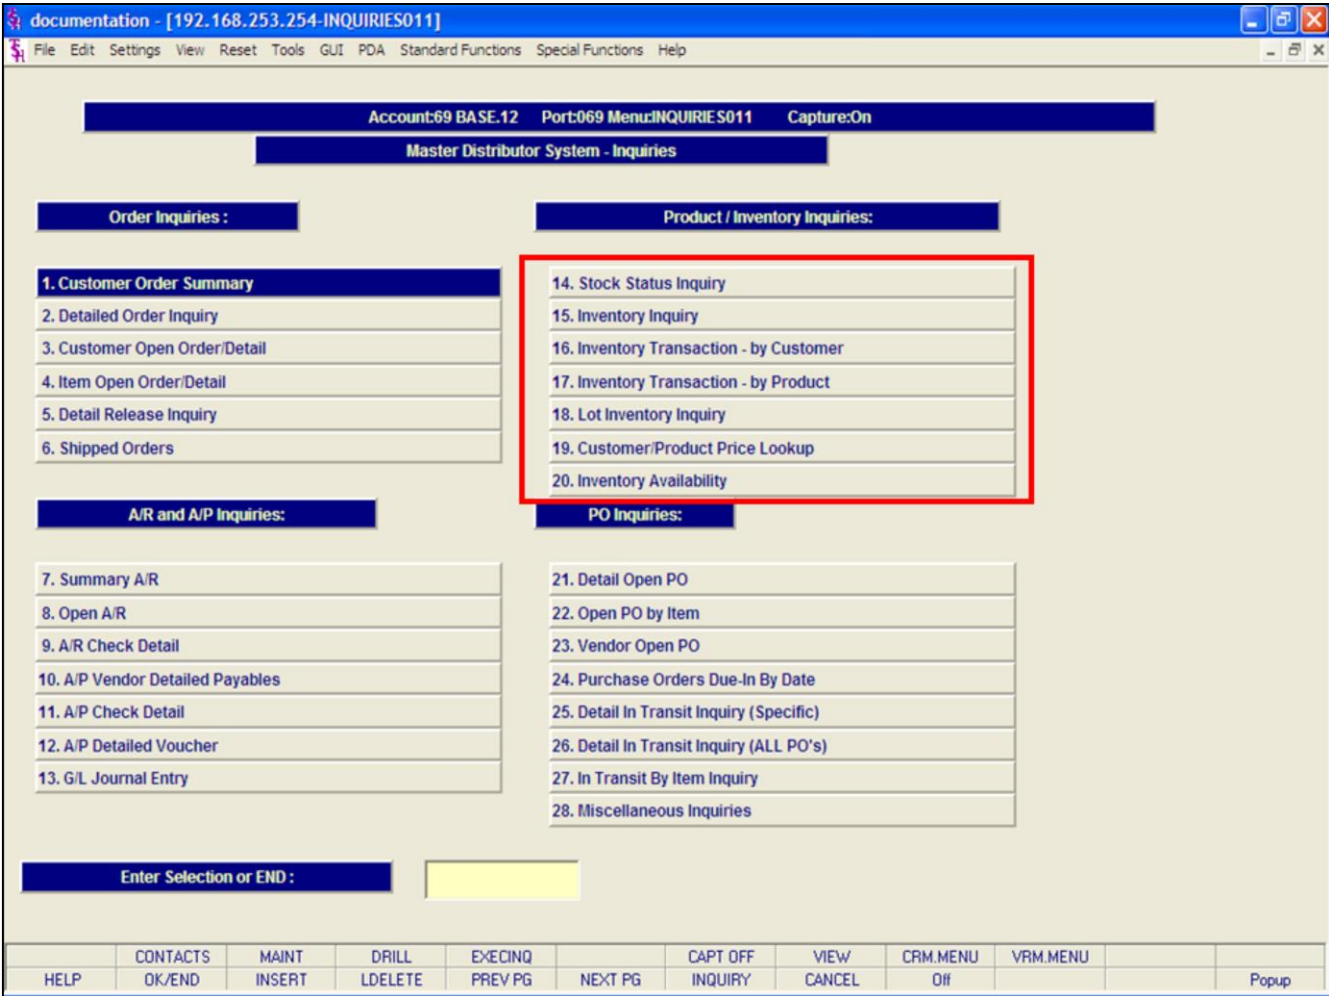 documentation - [192.168.253.254-INQUIRIES011]
File Edit Settings View Reset Tools GUI PDA Standard Functions Special Functions Help
Account:69 BASE.12 Port:069 Menu:INQUIRIES011 Capture:On
Master Distributor System - Inquiries
Order Inquiries :
1. Customer Order Summary
2. Detailed Order Inquiry
3. Customer Open Order/Detail
4. Item Open Order/Detail
5. Detail Release Inquiry
6. Shipped Orders
Product / Inventory Inquiries:
14. Stock Status Inquiry
15. Inventory Inquiry
16. Inventory Transaction - by Customer
17. Inventory Transaction - by Product
18. Lot Inventory Inquiry
19. Customer/Product Price Lookup
20. Inventory Availability
A/R and A/P Inquiries:
7. Summary A/R
8. Open A/R
9. A/R Check Detail
10. A/P Vendor Detailed Payables
11. A/P Check Detail
12. A/P Detailed Voucher
13. G/L Journal Entry
PO Inquiries:
21. Detail Open PO
22. Open PO by Item
23. Vendor Open PO
24. Purchase Orders Due-In By Date
25. Detail In Transit Inquiry (Specific)
26. Detail In Transit Inquiry (ALL PO's)
27. In Transit By Item Inquiry
28. Miscellaneous Inquiries
Enter Selection or END :
CONTACTS MAINT DRILL EXECINQ CAPT OFF VIEW CRM.MENU VRM.MENU
HELP OK/END INSERT LDELETE PREV PG NEXT PG INQUIRY CANCEL Off Popup